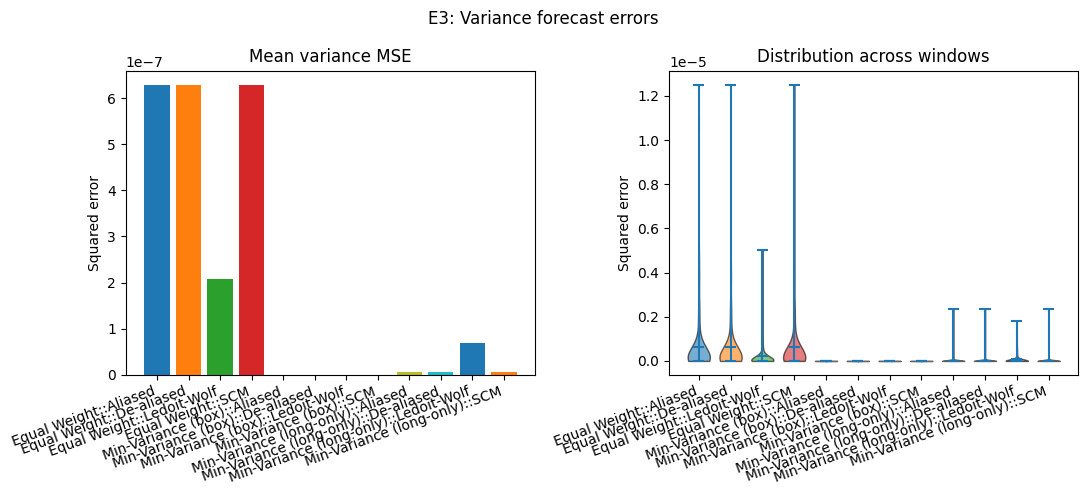 E3: Variance forecast errors
Mean variance MSE
1e−7
Squared error
6
5
4
3
2
1
0
Equal Weight::Aliased
Equal Weight::De-aliased
Equal Weight::Ledoit-Wolf
Equal Weight::SCM
Min-Variance (box)::Aliased
Min-Variance (box)::De-aliased
Min-Variance (box)::Ledoit-Wolf
Min-Variance (box)::SCM
Min-Variance (long-only)::Aliased
Min-Variance (long-only)::De-aliased
Min-Variance (long-only)::Ledoit-Wolf
Min-Variance (long-only)::SCM
Distribution across windows
1e−5
Squared error
1.2
1.0
0.8
0.6
0.4
0.2
0.0
Equal Weight::Aliased
Equal Weight::De-aliased
Equal Weight::Ledoit-Wolf
Equal Weight::SCM
Min-Variance (box)::Aliased
Min-Variance (box)::De-aliased
Min-Variance (box)::Ledoit-Wolf
Min-Variance (box)::SCM
Min-Variance (long-only)::Aliased
Min-Variance (long-only)::De-aliased
Min-Variance (long-only)::Ledoit-Wolf
Min-Variance (long-only)::SCM